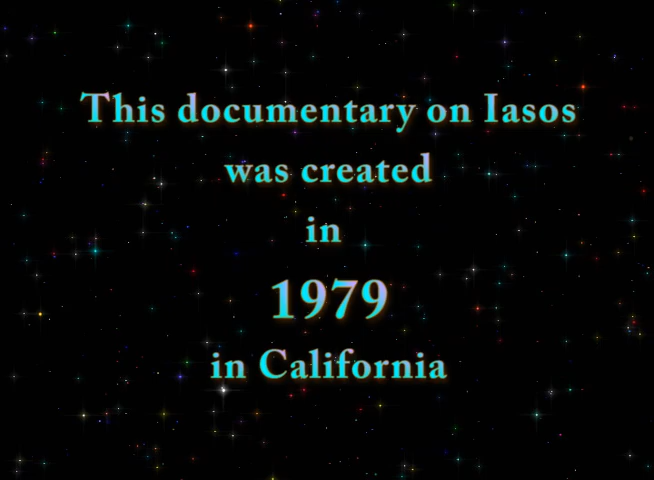 This documentary on Iasos
was created
in
1979
in California